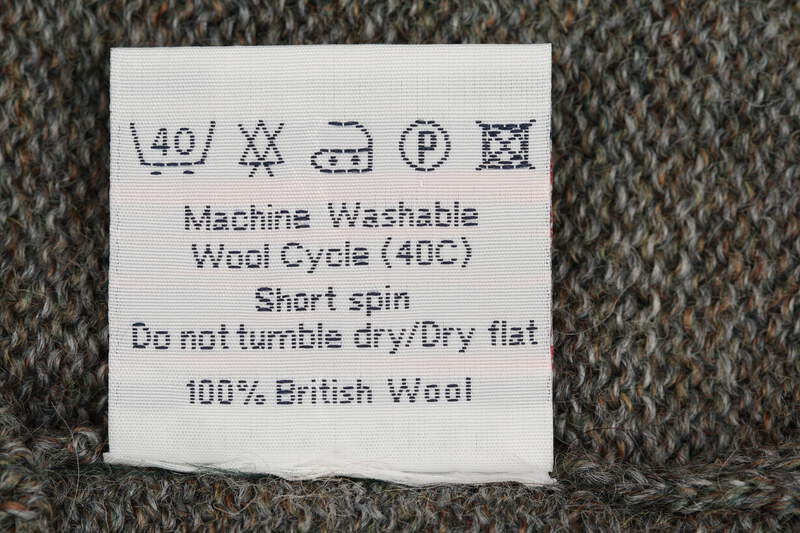 40 P
Machine Washable
Wool Cycle (40C)
Short spin
Do not tumble dry/Dry flat
100% British Wool